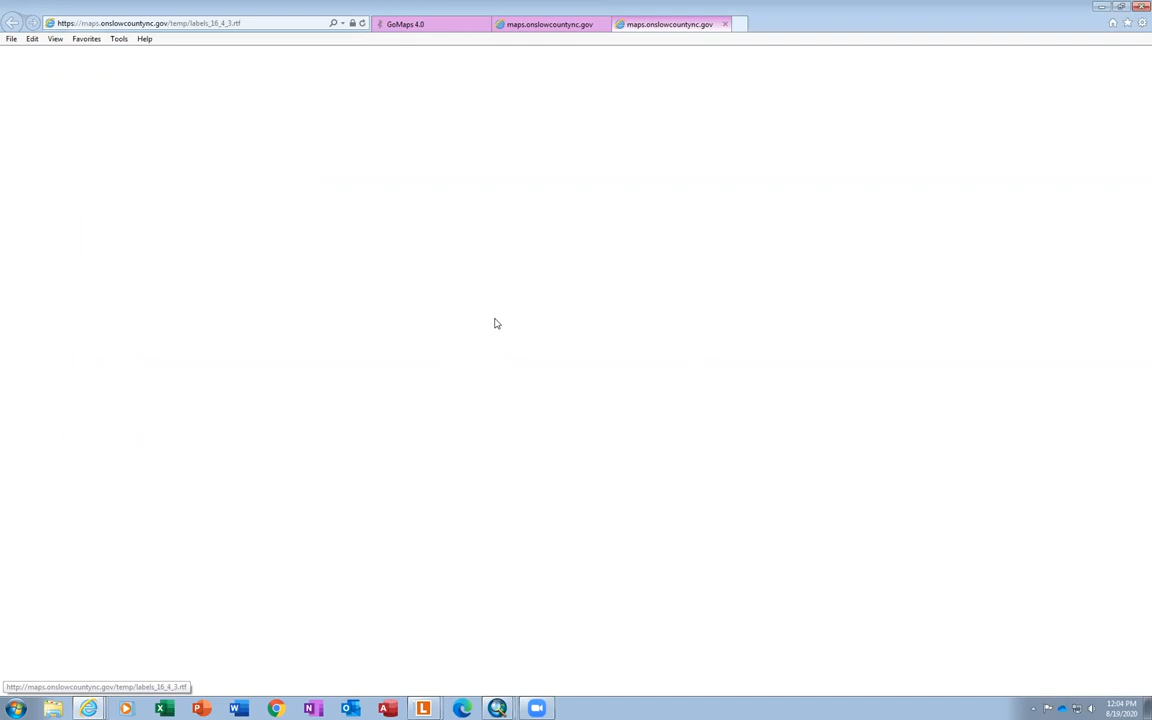 https://maps.onslowcountync.gov/temp/labels_16_4_3.rtf
GoMaps 4.0
maps.onslowcountync.gov
maps.onslowcountync.gov
File Edit View Favorites Tools Help
http://maps.onslowcountync.gov/temp/labels_16_4_3.rtf
12:04 PM
8/19/2020